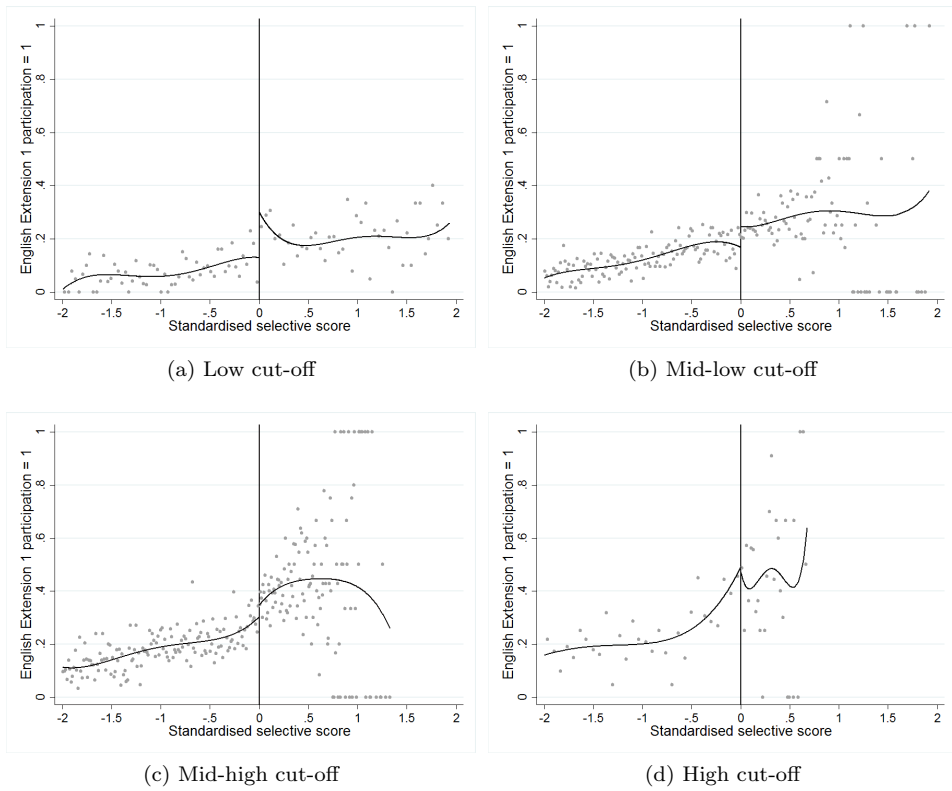 English Extension 1 participation = 1
1
.8
.6
.4
.2
0
-2 -1.5 -1 -.5 0 .5 1 1.5 2
Standardised selective score
(a) Low cut-off
English Extension 1 participation = 1
1
.8
.6
.4
.2
0
-2 -1.5 -1 -.5 0 .5 1 1.5 2
Standardised selective score
(b) Mid-low cut-off
English Extension 1 participation = 1
1
.8
.6
.4
.2
0
-2 -1.5 -1 -.5 0 .5 1 1.5 2
Standardised selective score
(c) Mid-high cut-off
English Extension 1 participation = 1
1
.8
.6
.4
.2
0
-2 -1.5 -1 -.5 0 .5 1 1.5 2
Standardised selective score
(d) High cut-off